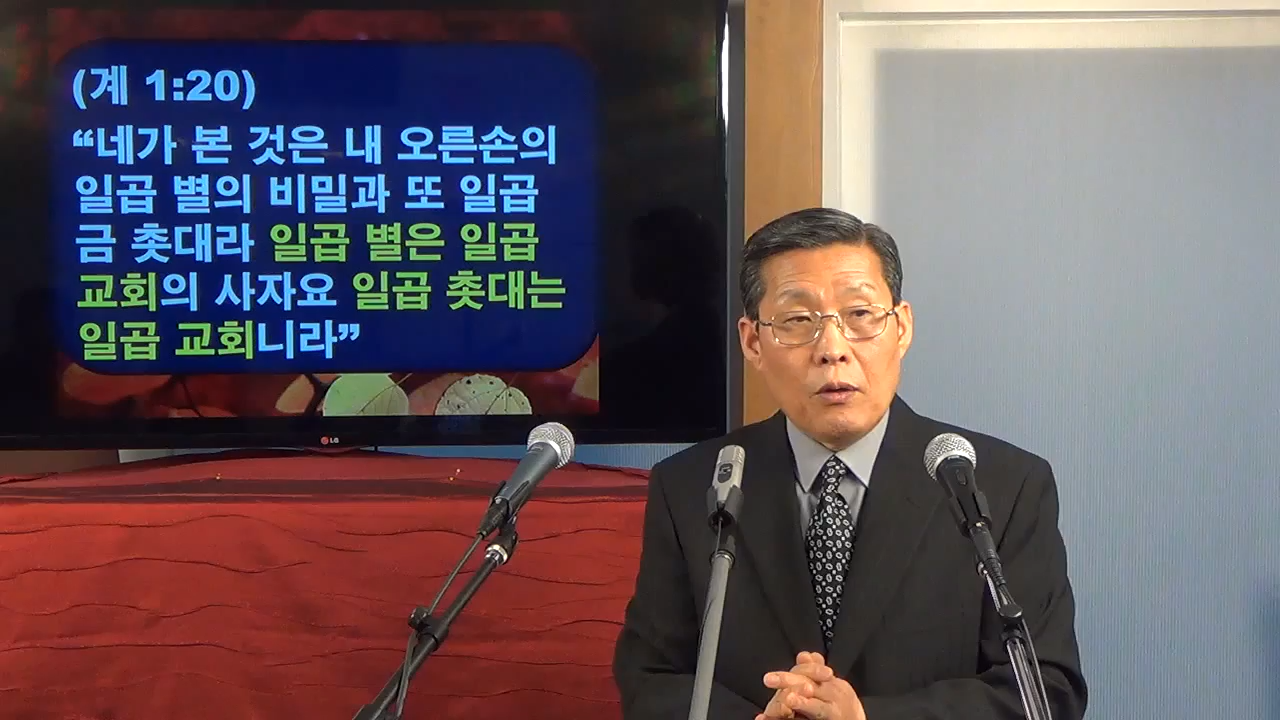 (계 1:20)
“네가 본 것은 내 오른손의
일곱 별의 비밀과 또 일곱
금 촛대라 일곱 별은 일곱
교회의 사자요 일곱 촛대는
일곱 교회니라”
LG